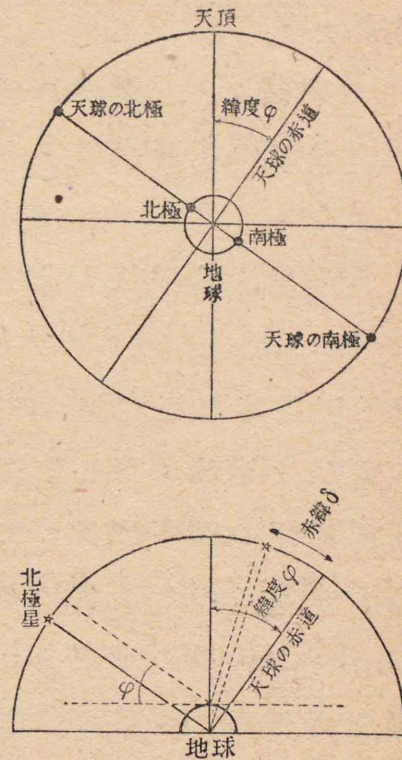 天頂
天球の北極
緯度φ
天球の赤道
北極
南極
地球
天球の南極
赤緯δ
北極星
緯度φ
天球の赤道
φ
地球